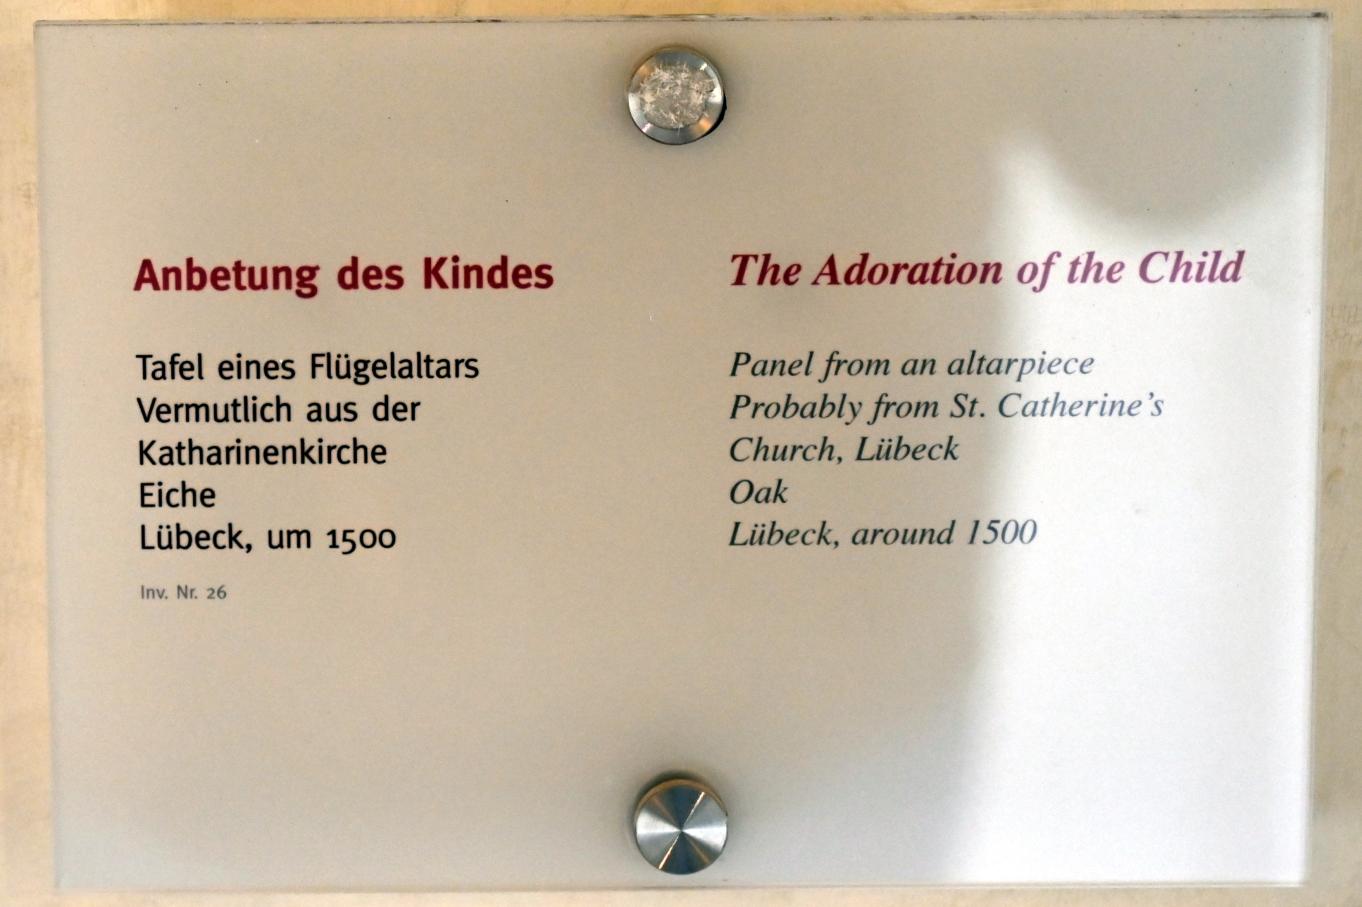 Anbetung des Kindes
Tafel eines Flügelaltars
Vermutlich aus der
Katharinenkirche
Eiche
Lübeck, um 1500
Inv. Nr. 26
The Adoration of the Child
Panel from an altarpiece
Probably from St. Catherine’s
Church, Lübeck
Oak
Lübeck, around 1500